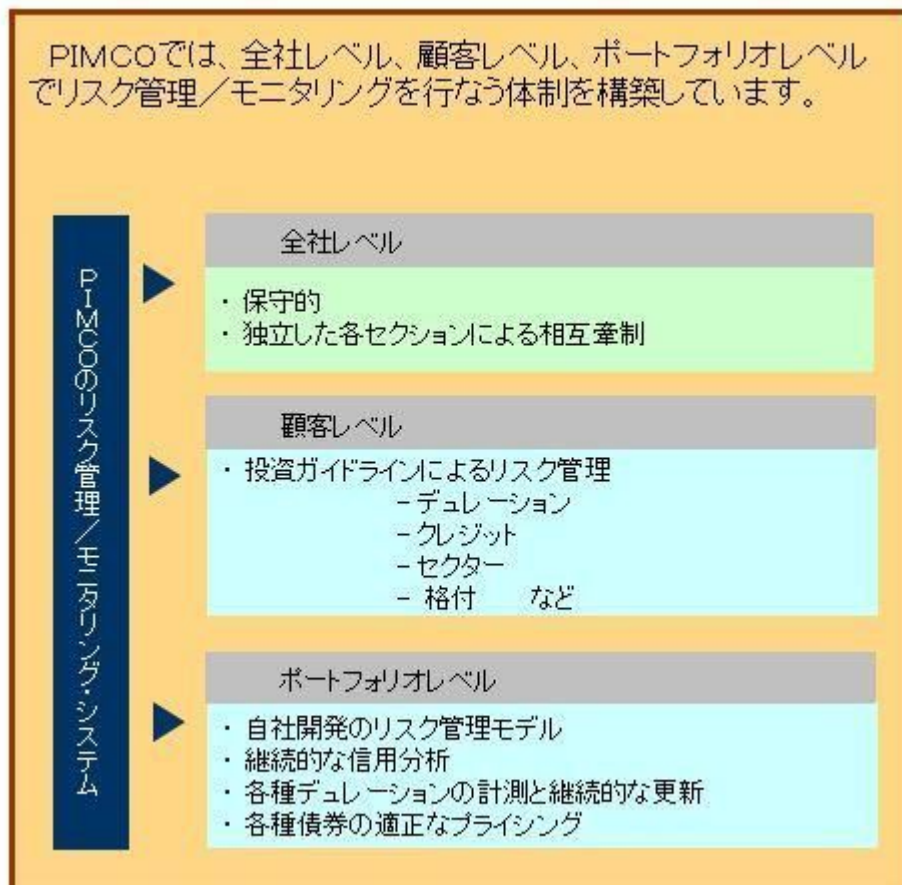 PIMCOでは、全社レベル、顧客レベル、ポートフォリオレベル
でリスク管理／モニタリングを行なう体制を構築しています。
PIMCOのリスク管理／モニタリング・システム
全社レベル
・ 保守的
・ 独立した各セクションによる相互牽制
顧客レベル
・ 投資ガイドラインによるリスク管理
－デュレーション
－クレジット
－セクター
－ 格付　　など
ポートフォリオレベル
・ 自社開発のリスク管理モデル
・ 継続的な信用分析
・ 各種デュレーションの計測と継続的な更新
・ 各種債券の適正なプライシング